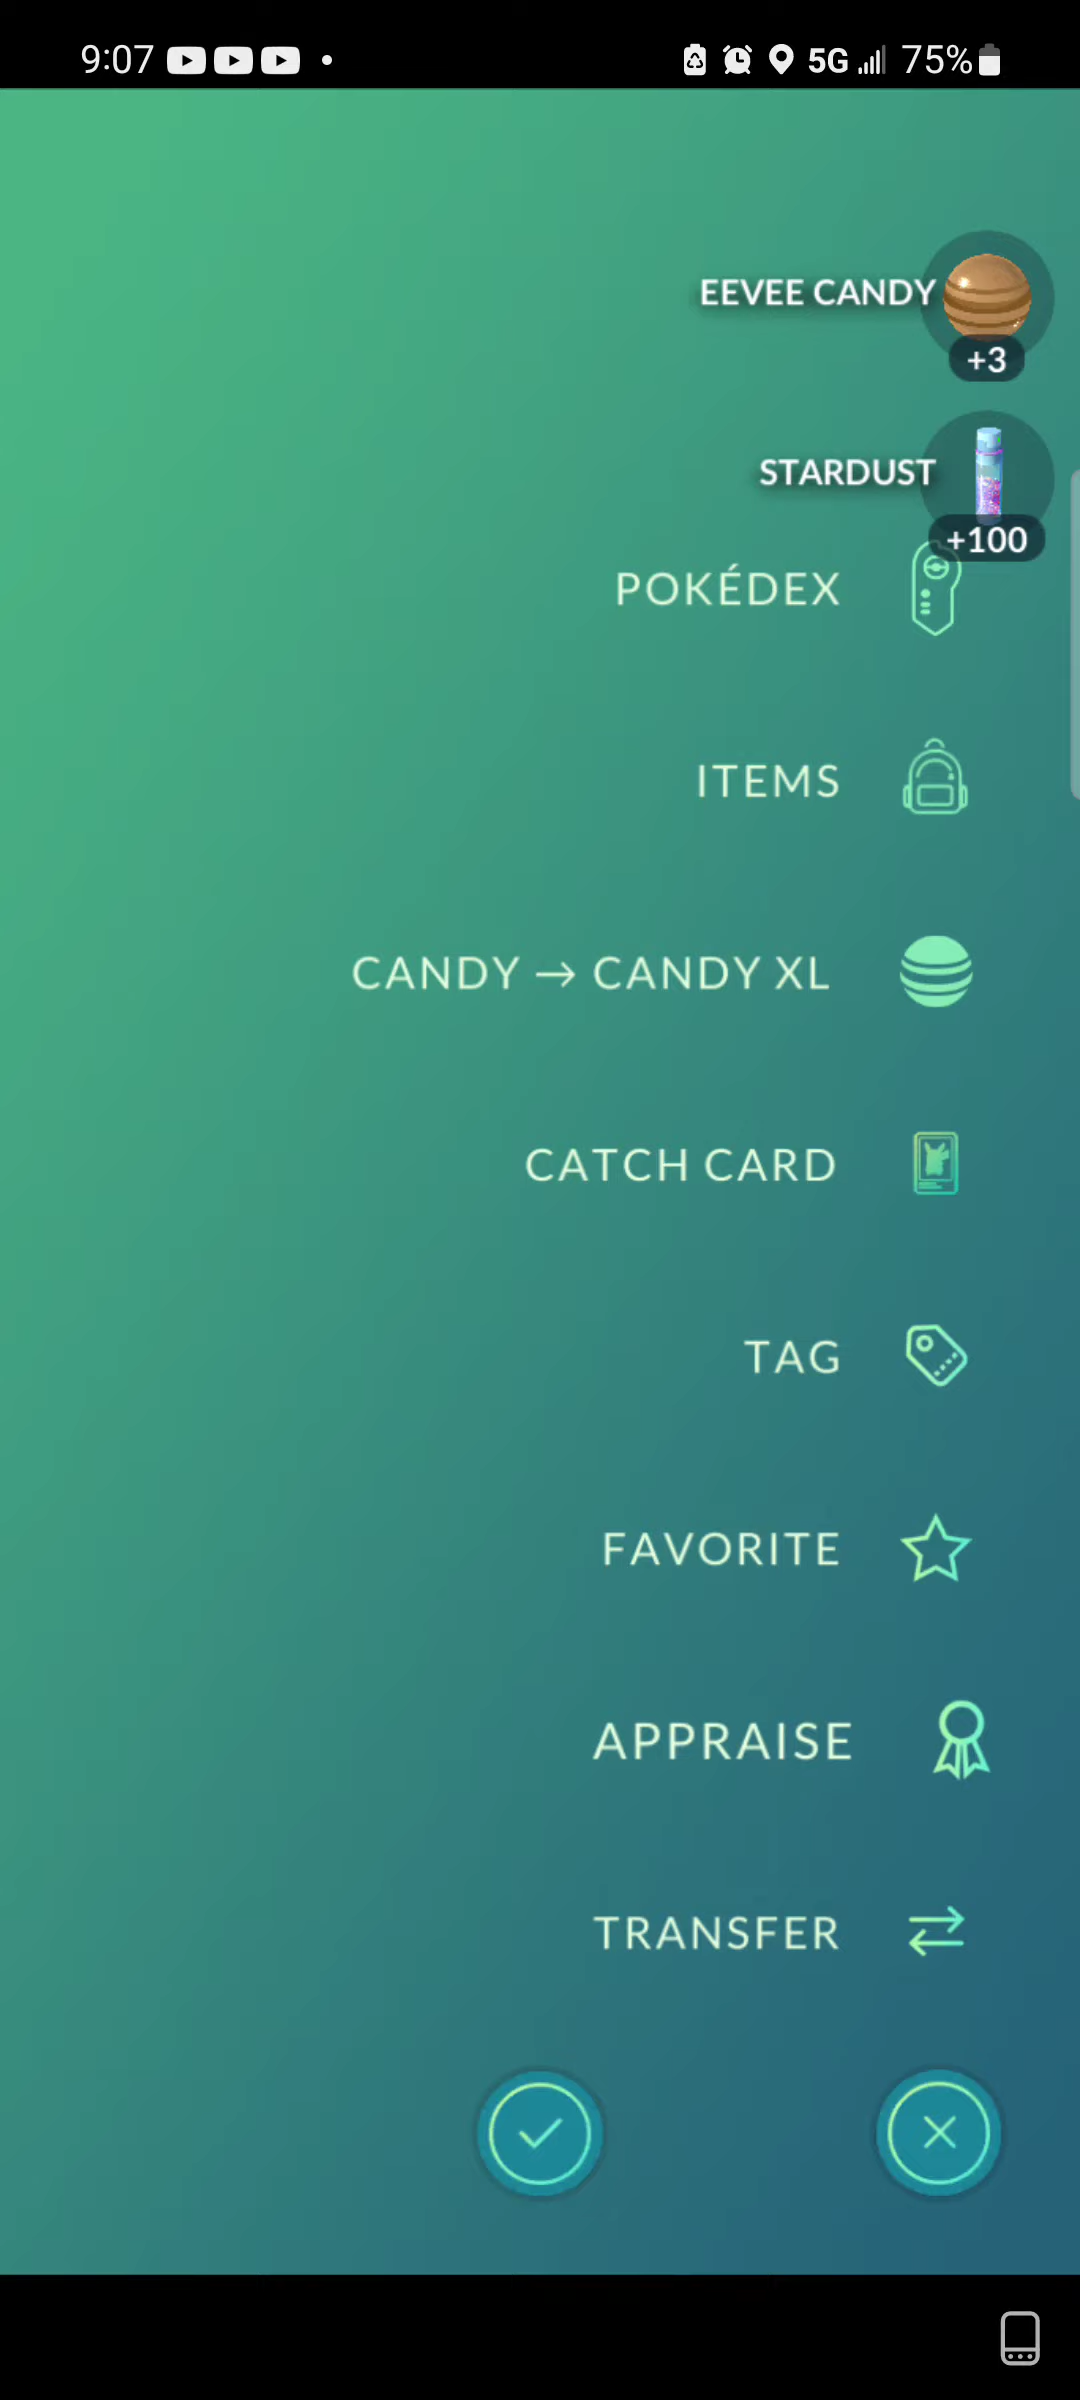 9:07 5G 75%
EEVEE CANDY
+3
STARDUST
+100
POKÉDEX
ITEMS
CANDY → CANDY XL
CATCH CARD
TAG
FAVORITE
APPRAISE
TRANSFER